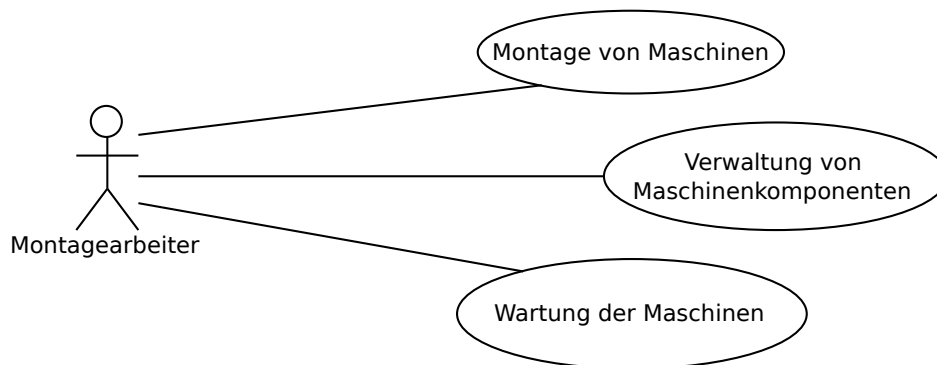 Montage von Maschinen
Verwaltung von
Maschinenkomponenten
Montagearbeiter
Wartung der Maschinen